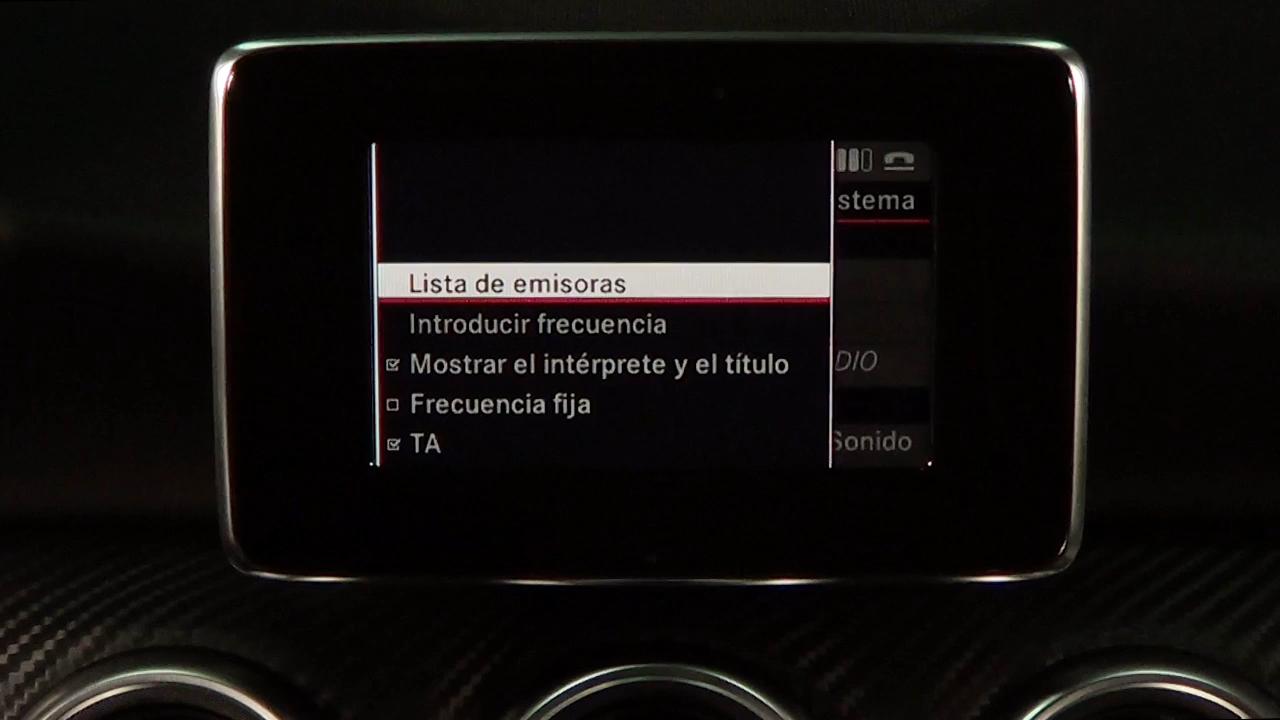 stema
Lista de emisoras
Introducir frecuencia
Mostrar el intérprete y el título
DIO
Frecuencia fija
TA
Sonido